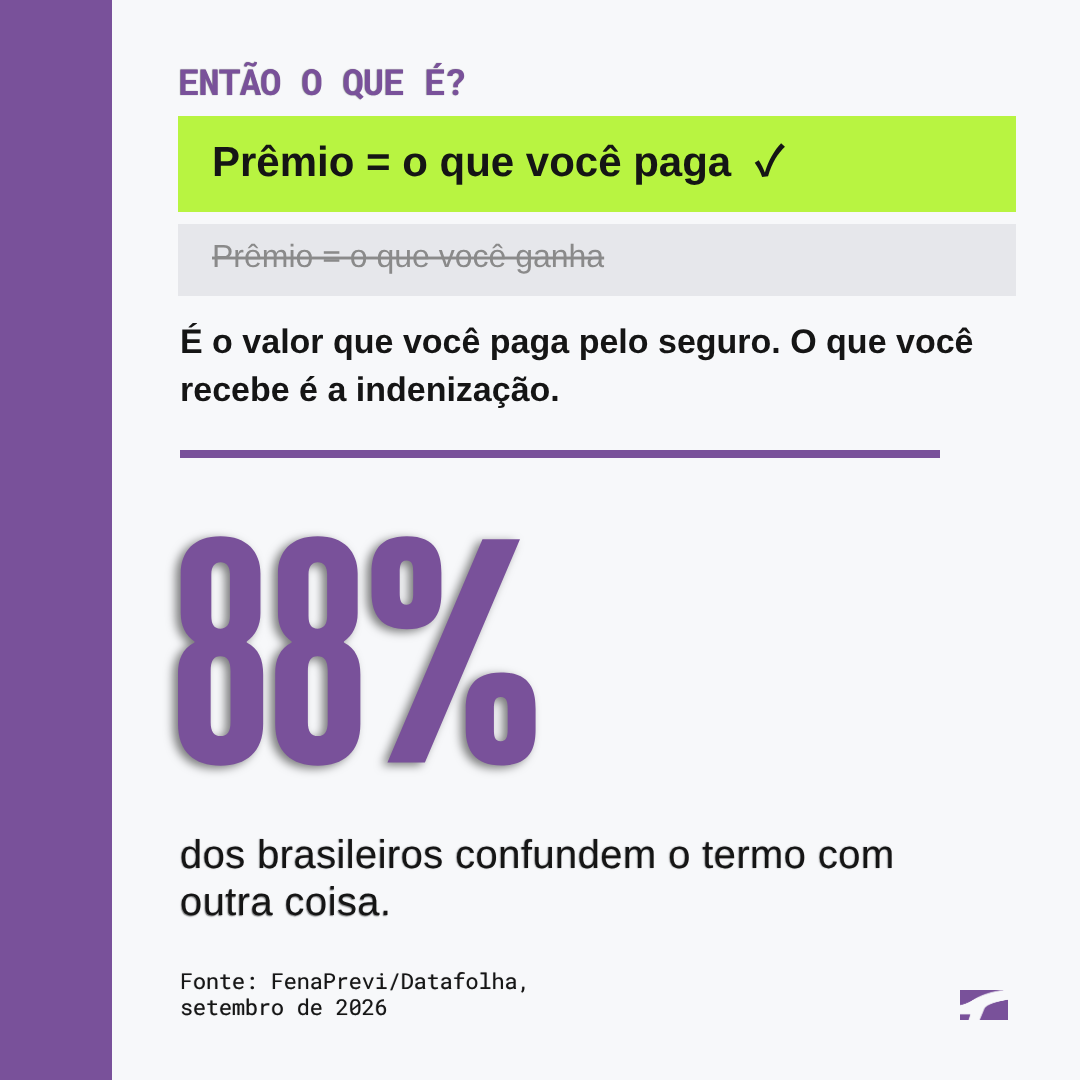 ENTÃO O QUE É?
Prêmio = o que você paga ✓
Prêmio = o que você ganha
É o valor que você paga pelo seguro. O que você
recebe é a indenização.
88%
dos brasileiros confundem o termo com
outra coisa.
Fonte: FenaPrevi/Datafolha,
setembro de 2026